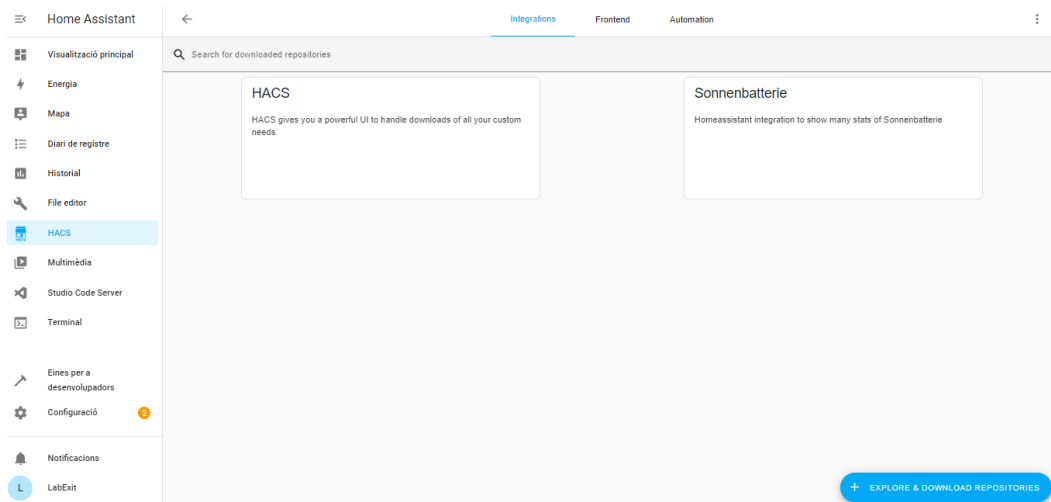 Home Assistant
Visualització principal
Energia
Mapa
Diari de registre
Historial
File editor
HACS
Multimèdia
Studio Code Server
Terminal
Eines per a
desenvolupadors
Configuració 2
Notificacions
L LabExit
Integrations Frontend Automation
Search for downloaded repositories
HACS
HACS gives you a powerful UI to handle downloads of all your custom
needs.
Sonnenbatterie
Homeassistant integration to show many stats of Sonnenbatterie
+ EXPLORE & DOWNLOAD REPOSITORIES